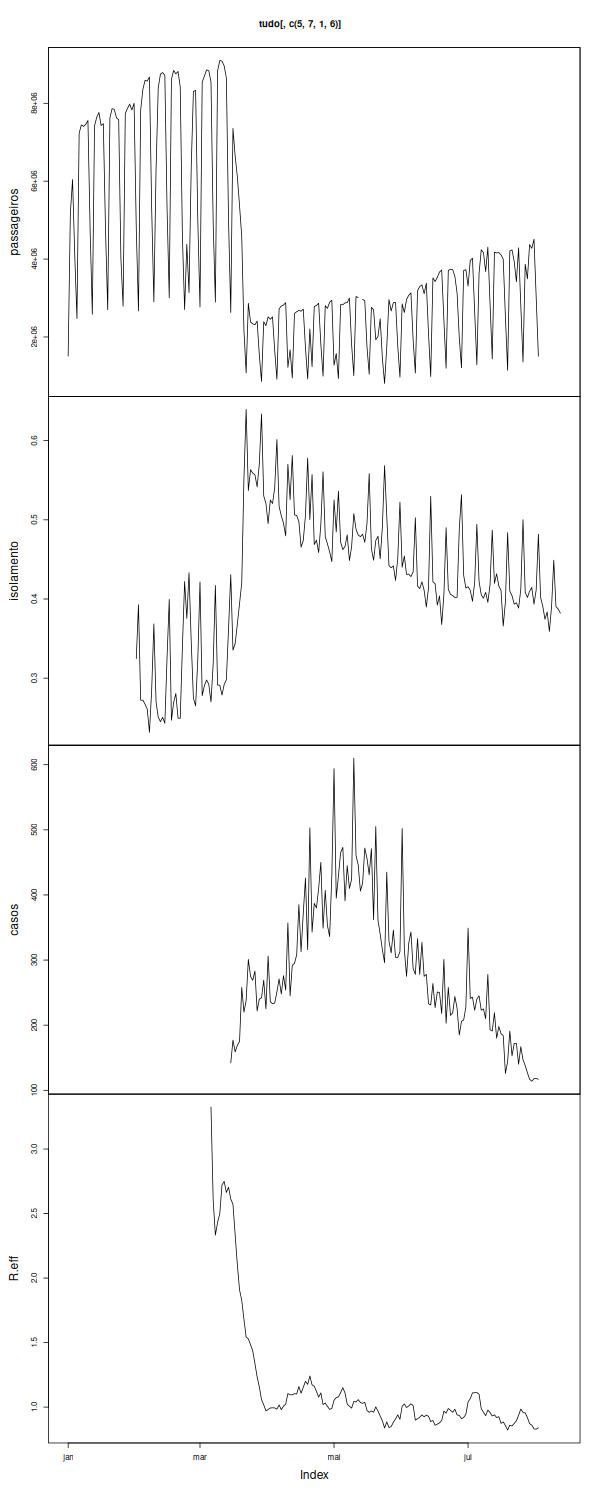 tudo[, c(5, 7, 1, 6)]
passageiros
8e+06
6e+06
4e+06
2e+06
isolamento
0.6
0.5
0.4
0.3
casos
600
500
400
300
200
100
R.eff
3.0
2.5
2.0
1.5
1.0
jan mar mai jul
Index